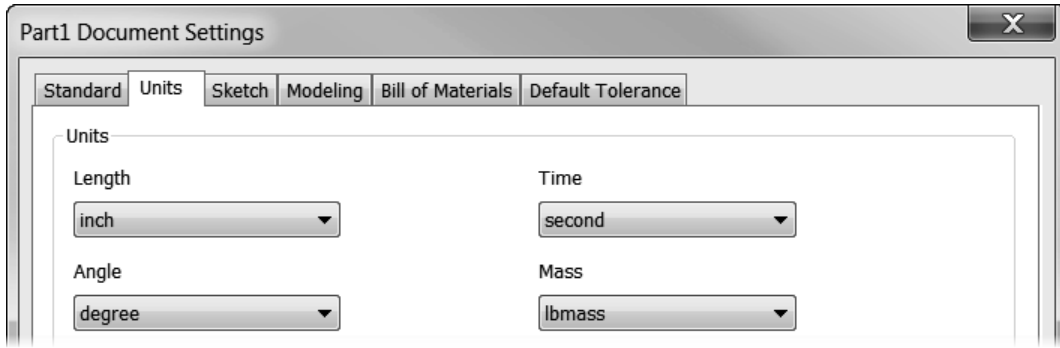 Part1 Document Settings
X
Standard Units Sketch Modeling Bill of Materials Default Tolerance
Units
Length Time
inch second
Angle Mass
degree lbmass